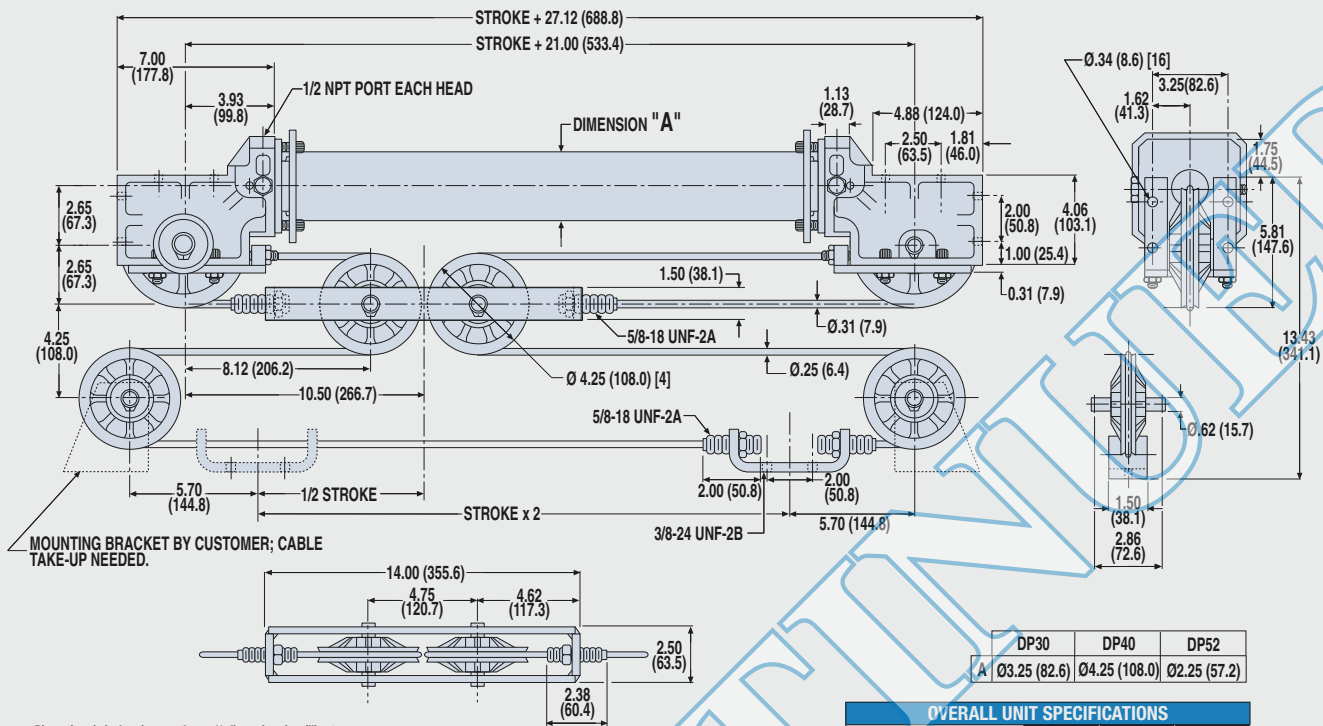 STROKE + 27.12 (688.8)
STROKE + 21.00 (533.4)
7.00
(177.8)
3.93
(99.8)
1/2 NPT PORT EACH HEAD
DIMENSION "A"
1.13
(28.7)
4.88 (124.0)
2.50
(63.5)
1.81
(46.0)
Ø.34 (8.6) [16]
3.25(82.6)
1.62
(41.3)
1.75
(44.5)
2.65
(67.3)
2.65
(67.3)
4.25
(108.0)
2.00
(50.8)
4.06
(103.1)
1.00 (25.4)
0.31 (7.9)
5.81
(147.6)
13.43
(341.1)
1.50 (38.1)
5/8-18 UNF-2A
Ø.31 (7.9)
8.12 (206.2)
10.50 (266.7)
Ø 4.25 (108.0) [4]
Ø.25 (6.4)
5/8-18 UNF-2A
Ø.62 (15.7)
2.00 (50.8)
2.00
(50.8)
5.70
(144.8)
1/2 STROKE
STROKE x 2
3/8-24 UNF-2B
5.70 (144.8)
1.50
(38.1)
2.86
(72.6)
MOUNTING BRACKET BY CUSTOMER; CABLE
TAKE-UP NEEDED.
14.00 (355.6)
4.75
(120.7)
4.62
(117.3)
2.50
(63.5)
2.38
(60.4)
DP30 DP40 DP52
A Ø3.25 (82.6) Ø4.25 (108.0) Ø2.25 (57.2)
OVERALL UNIT SPECIFICATIONS
TINUED